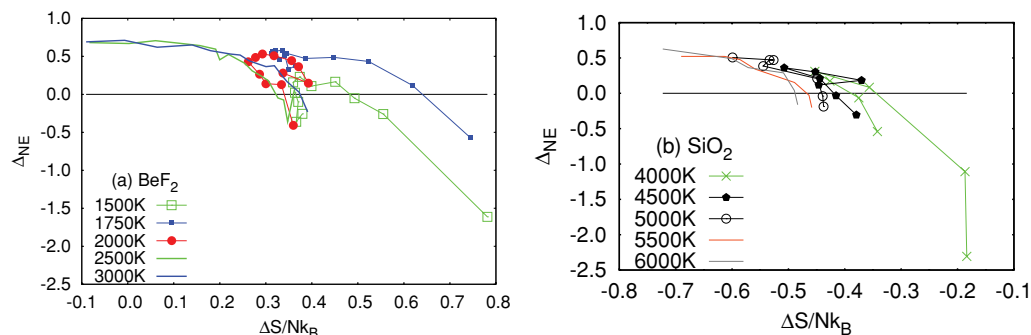 1.0
0.5
0.0
-0.5
-1.0
-1.5
-2.0
-2.5
Δ_NE
(a) BeF₂
1500K
1750K
2000K
2500K
3000K
-0.1 0.0 0.1 0.2 0.3 0.4 0.5 0.6 0.7 0.8
ΔS/Nk_B
1.0
0.5
0.0
-0.5
-1.0
-1.5
-2.0
-2.5
Δ_NE
(b) SiO₂
4000K
4500K
5000K
5500K
6000K
-0.8 -0.7 -0.6 -0.5 -0.4 -0.3 -0.2 -0.1
ΔS/Nk_B